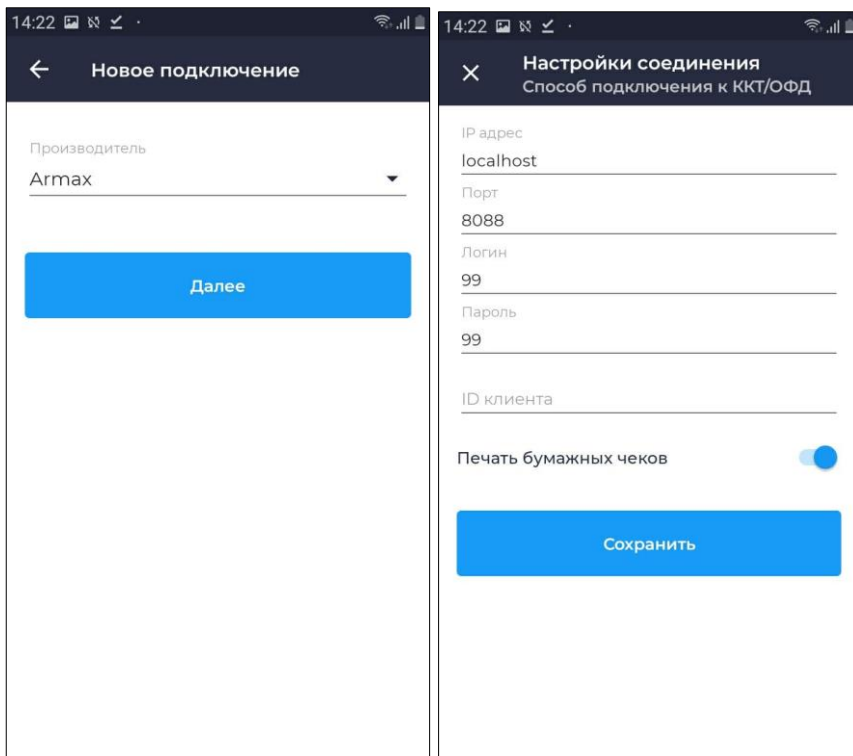 14:22
Новое подключение
Производитель
Armax
Далее
14:22
Настройки соединения
Способ подключения к ККТ/ОФД
IP адрес
localhost
Порт
8088
Логин
99
Пароль
99
ID клиента
Печать бумажных чеков
Сохранить